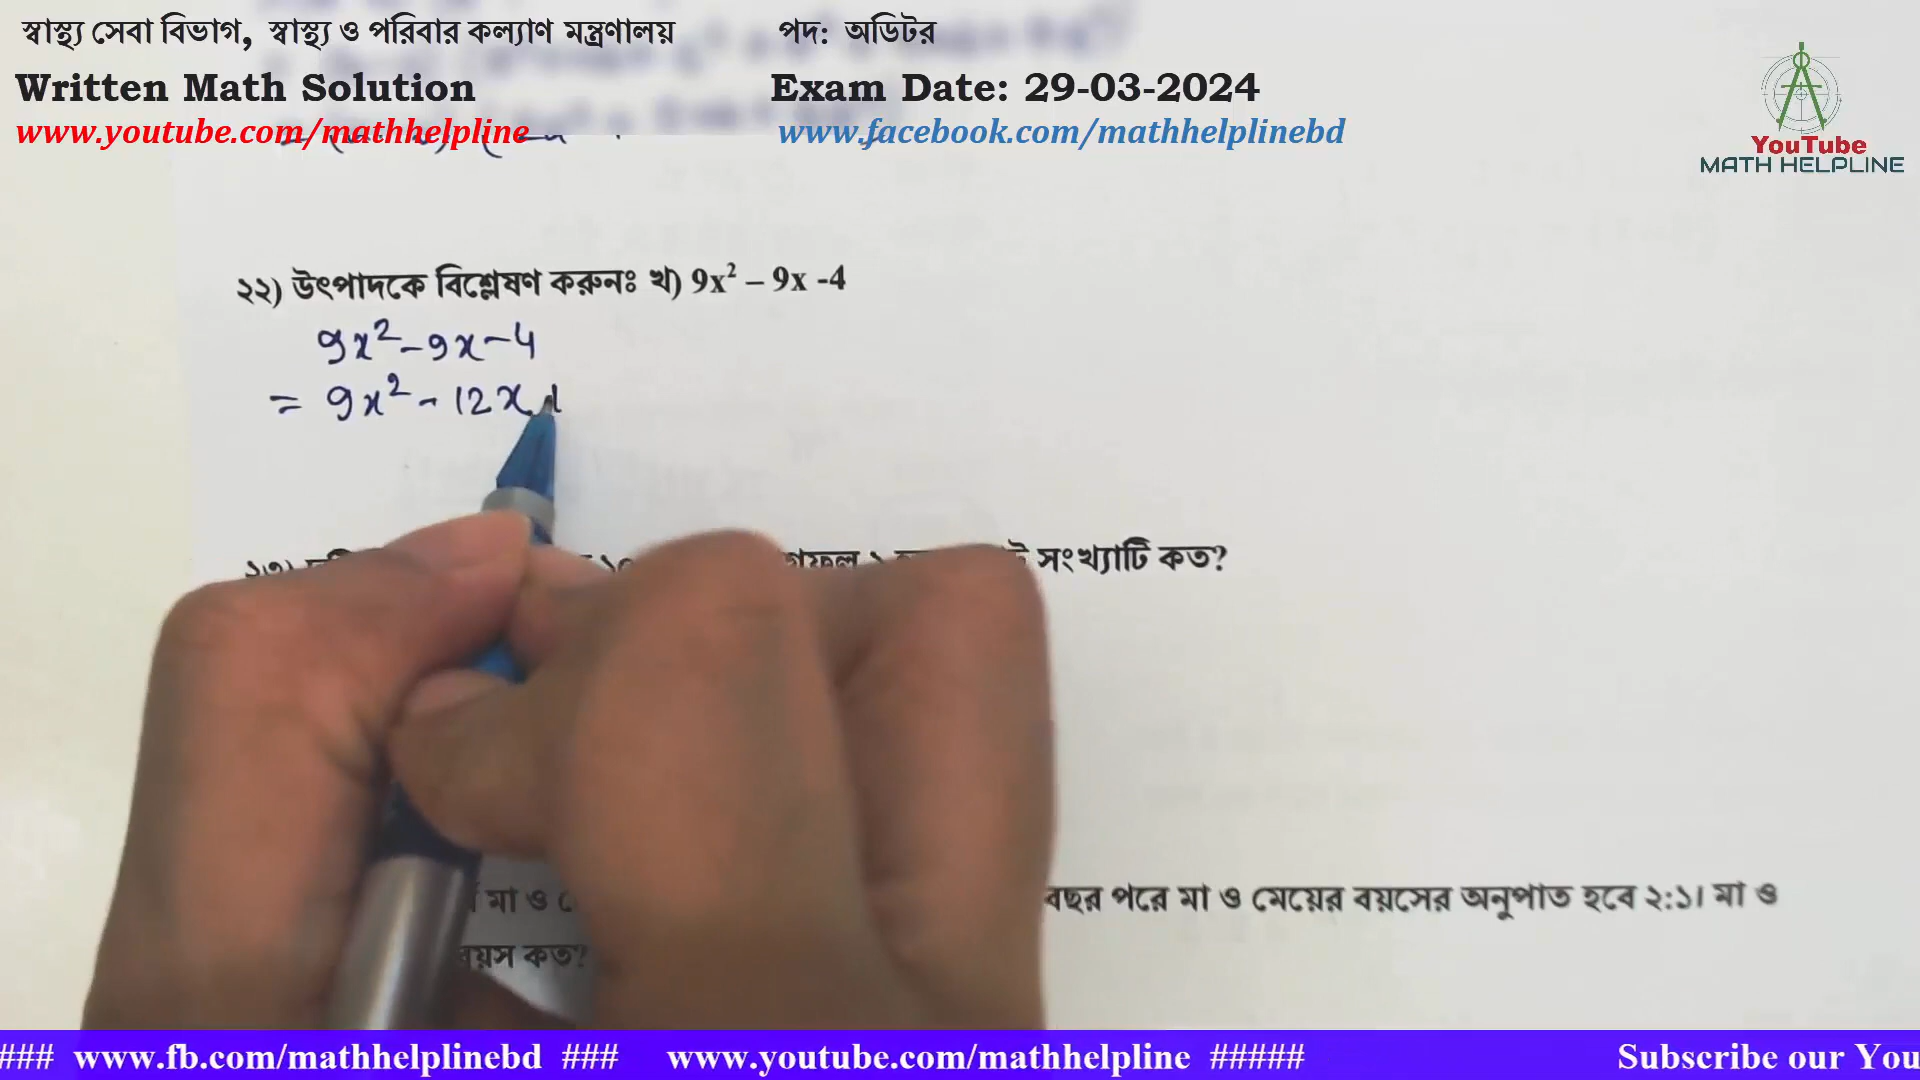 স্বাস্থ্য সেবা বিভাগ, স্বাস্থ্য ও পরিবার কল্যাণ মন্ত্রণালয় পদ: অডিটর
Written Math Solution Exam Date: 29-03-2024
www.youtube.com/mathhelpline www.facebook.com/mathhelplinebd
YouTube
MATH HELPLINE
২২) উৎপাদকে বিশ্লেষণ করুনঃ খ) 9x² – 9x -4
9x² - 9x - 4
= 9x² - 12x
সংখ্যাটি কত?
মা ও বছর পরে মা ও মেয়ের বয়সের অনুপাত হবে ২:১। মা ও
বয়স কত?
### www.fb.com/mathhelplinebd ### www.youtube.com/mathhelpline ##### Subscribe our You